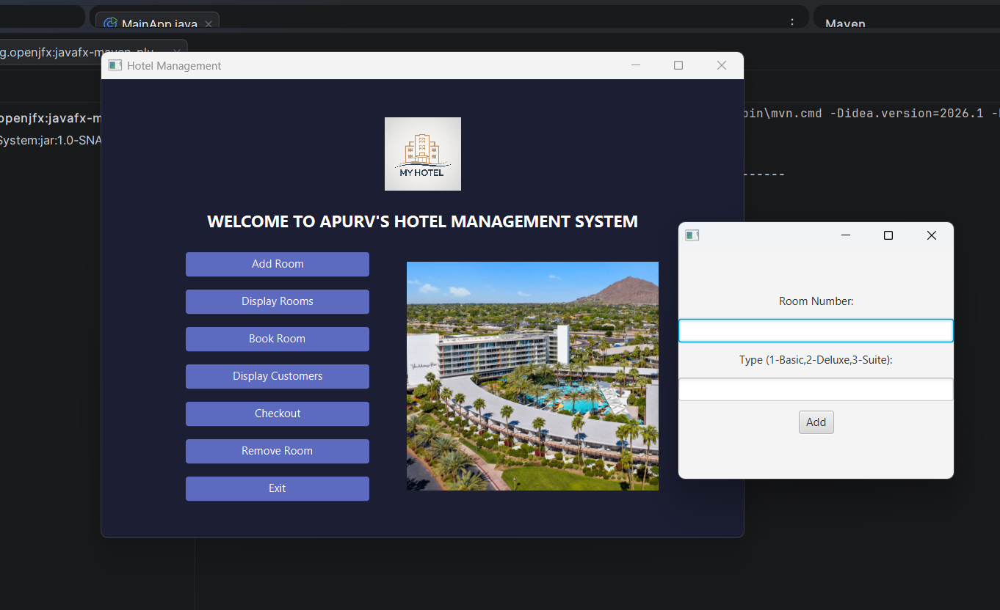 MainApp.java
Maven
g.openjfx:javafx-maven-plu
Hotel Management
openjfx:javafx-m
bin\mvn.cmd -Didea.version=2026.1
System:jar:1.0-SNA
------
MY HOTEL
WELCOME TO APURV'S HOTEL MANAGEMENT SYSTEM
Add Room
Display Rooms
Book Room
Display Customers
Checkout
Remove Room
Exit
Room Number:
Type (1-Basic,2-Deluxe,3-Suite):
Add